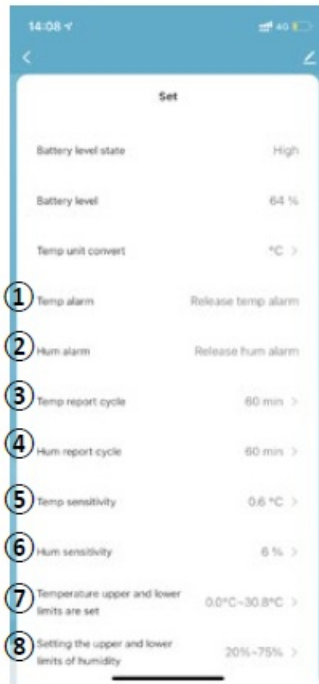 14:08 4G
Set
Battery level state High
Battery level 64 %
Temp unit convert °C >
① Temp alarm Release temp alarm
② Hum alarm Release hum alarm
③ Temp report cycle 60 min >
④ Hum report cycle 60 min >
⑤ Temp sensitivity 0.6 °C >
⑥ Hum sensitivity 6 % >
⑦ Temperature upper and lower
limits are set 0.0°C~30.8°C >
⑧ Setting the upper and lower
limits of humidity 20%~75% >